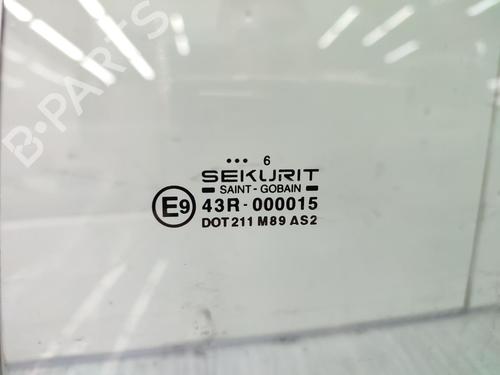 B-PARTS
••• 6
SEKURIT
SAINT-GOBAIN
E9 43R-000015
DOT 211 M89 AS2